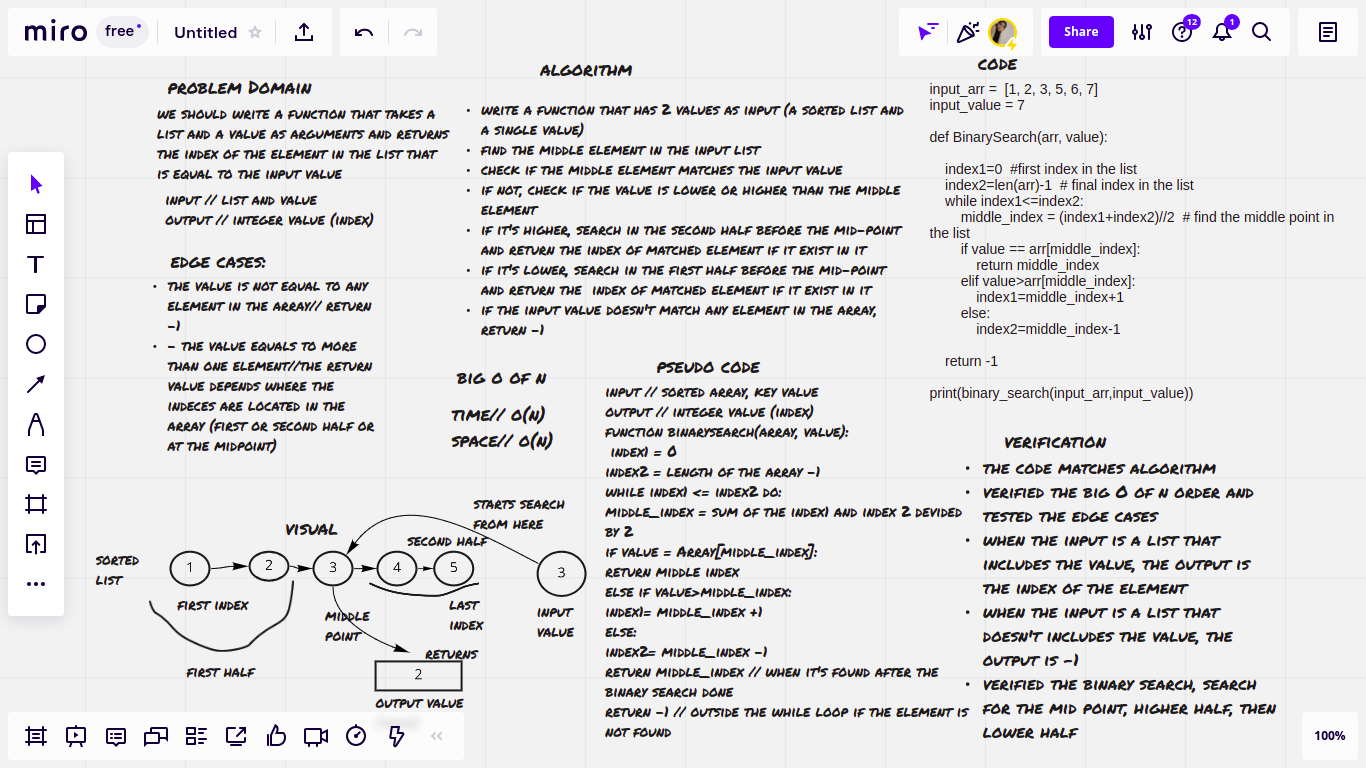 miro free Untitled
Share
12
1
PROBLEM DOMAIN
WE SHOULD WRITE A FUNCTION THAT TAKES A
LIST AND A VALUE AS ARGUMENTS AND RETURNS
THE INDEX OF THE ELEMENT IN THE LIST THAT
IS EQUAL TO THE INPUT VALUE
INPUT // LIST AND VALUE
OUTPUT // INTEGER VALUE (INDEX)
EDGE CASES:
• THE VALUE IS NOT EQUAL TO ANY
ELEMENT IN THE ARRAY// RETURN
-1
• - THE VALUE EQUALS TO MORE
THAN ONE ELEMENT//THE RETURN
VALUE DEPENDS WHERE THE
INDECES ARE LOCATED IN THE
ARRAY (FIRST OR SECOND HALF OR
AT THE MIDPOINT)
ALGORITHM
• WRITE A FUNCTION THAT HAS 2 VALUES AS INPUT (A SORTED LIST AND
A SINGLE VALUE)
• FIND THE MIDDLE ELEMENT IN THE INPUT LIST
• CHECK IF THE MIDDLE ELEMENT MATCHES THE INPUT VALUE
• IF NOT, CHECK IF THE VALUE IS LOWER OR HIGHER THAN THE MIDDLE
ELEMENT
• IF IT'S HIGHER, SEARCH IN THE SECOND HALF BEFORE THE MID-POINT
AND RETURN THE INDEX OF MATCHED ELEMENT IF IT EXIST IN IT
• IF IT'S LOWER, SEARCH IN THE FIRST HALF BEFORE THE MID-POINT
AND RETURN THE INDEX OF MATCHED ELEMENT IF IT EXIST IN IT
• IF THE INPUT VALUE DOESN'T MATCH ANY ELEMENT IN THE ARRAY,
RETURN -1
BIG O OF N
TIME// O(N)
SPACE// O(N)
PSEUDO CODE
INPUT // SORTED ARRAY, KEY VALUE
OUTPUT // INTEGER VALUE (INDEX)
FUNCTION BINARYSEARCH(ARRAY, VALUE):
INDEX1 = 0
INDEX2 = LENGTH OF THE ARRAY -1
WHILE INDEX1 <= INDEX2 DO:
MIDDLE_INDEX = SUM OF THE INDEX1 AND INDEX 2 DEVIDED
BY 2
IF VALUE = ARRAY[MIDDLE_INDEX]:
RETURN MIDDLE INDEX
ELSE IF VALUE>MIDDLE_INDEX:
INDEX1= MIDDLE_INDEX +1
ELSE:
INDEX2= MIDDLE_INDEX -1
RETURN MIDDLE_INDEX // WHEN IT'S FOUND AFTER THE
BINARY SEARCH DONE
RETURN -1 // OUTSIDE THE WHILE LOOP IF THE ELEMENT IS
NOT FOUND
CODE
input_arr = [1, 2, 3, 5, 6, 7]
input_value = 7
def BinarySearch(arr, value):
index1=0 #first index in the list
index2=len(arr)-1 # final index in the list
while index1<=index2:
middle_index = (index1+index2)//2 # find the middle point in
the list
if value == arr[middle_index]:
return middle_index
elif value>arr[middle_index]:
index1=middle_index+1
else:
index2=middle_index-1
return -1
print(binary_search(input_arr,input_value))
VERIFICATION
• THE CODE MATCHES ALGORITHM
• VERIFIED THE BIG O OF N ORDER AND
TESTED THE EDGE CASES
• WHEN THE INPUT IS A LIST THAT
INCLUDES THE VALUE, THE OUTPUT IS
THE INDEX OF THE ELEMENT
• WHEN THE INPUT IS A LIST THAT
DOESN'T INCLUDES THE VALUE, THE
OUTPUT IS -1
• VERIFIED THE BINARY SEARCH, SEARCH
FOR THE MID POINT, HIGHER HALF, THEN
LOWER HALF
VISUAL
STARTS SEARCH
FROM HERE
SECOND HALF
SORTED
LIST
1 2 3 4 5 3
FIRST INDEX
MIDDLE
POINT
LAST
INDEX
INPUT
VALUE
FIRST HALF
RETURNS
2
OUTPUT VALUE
100%